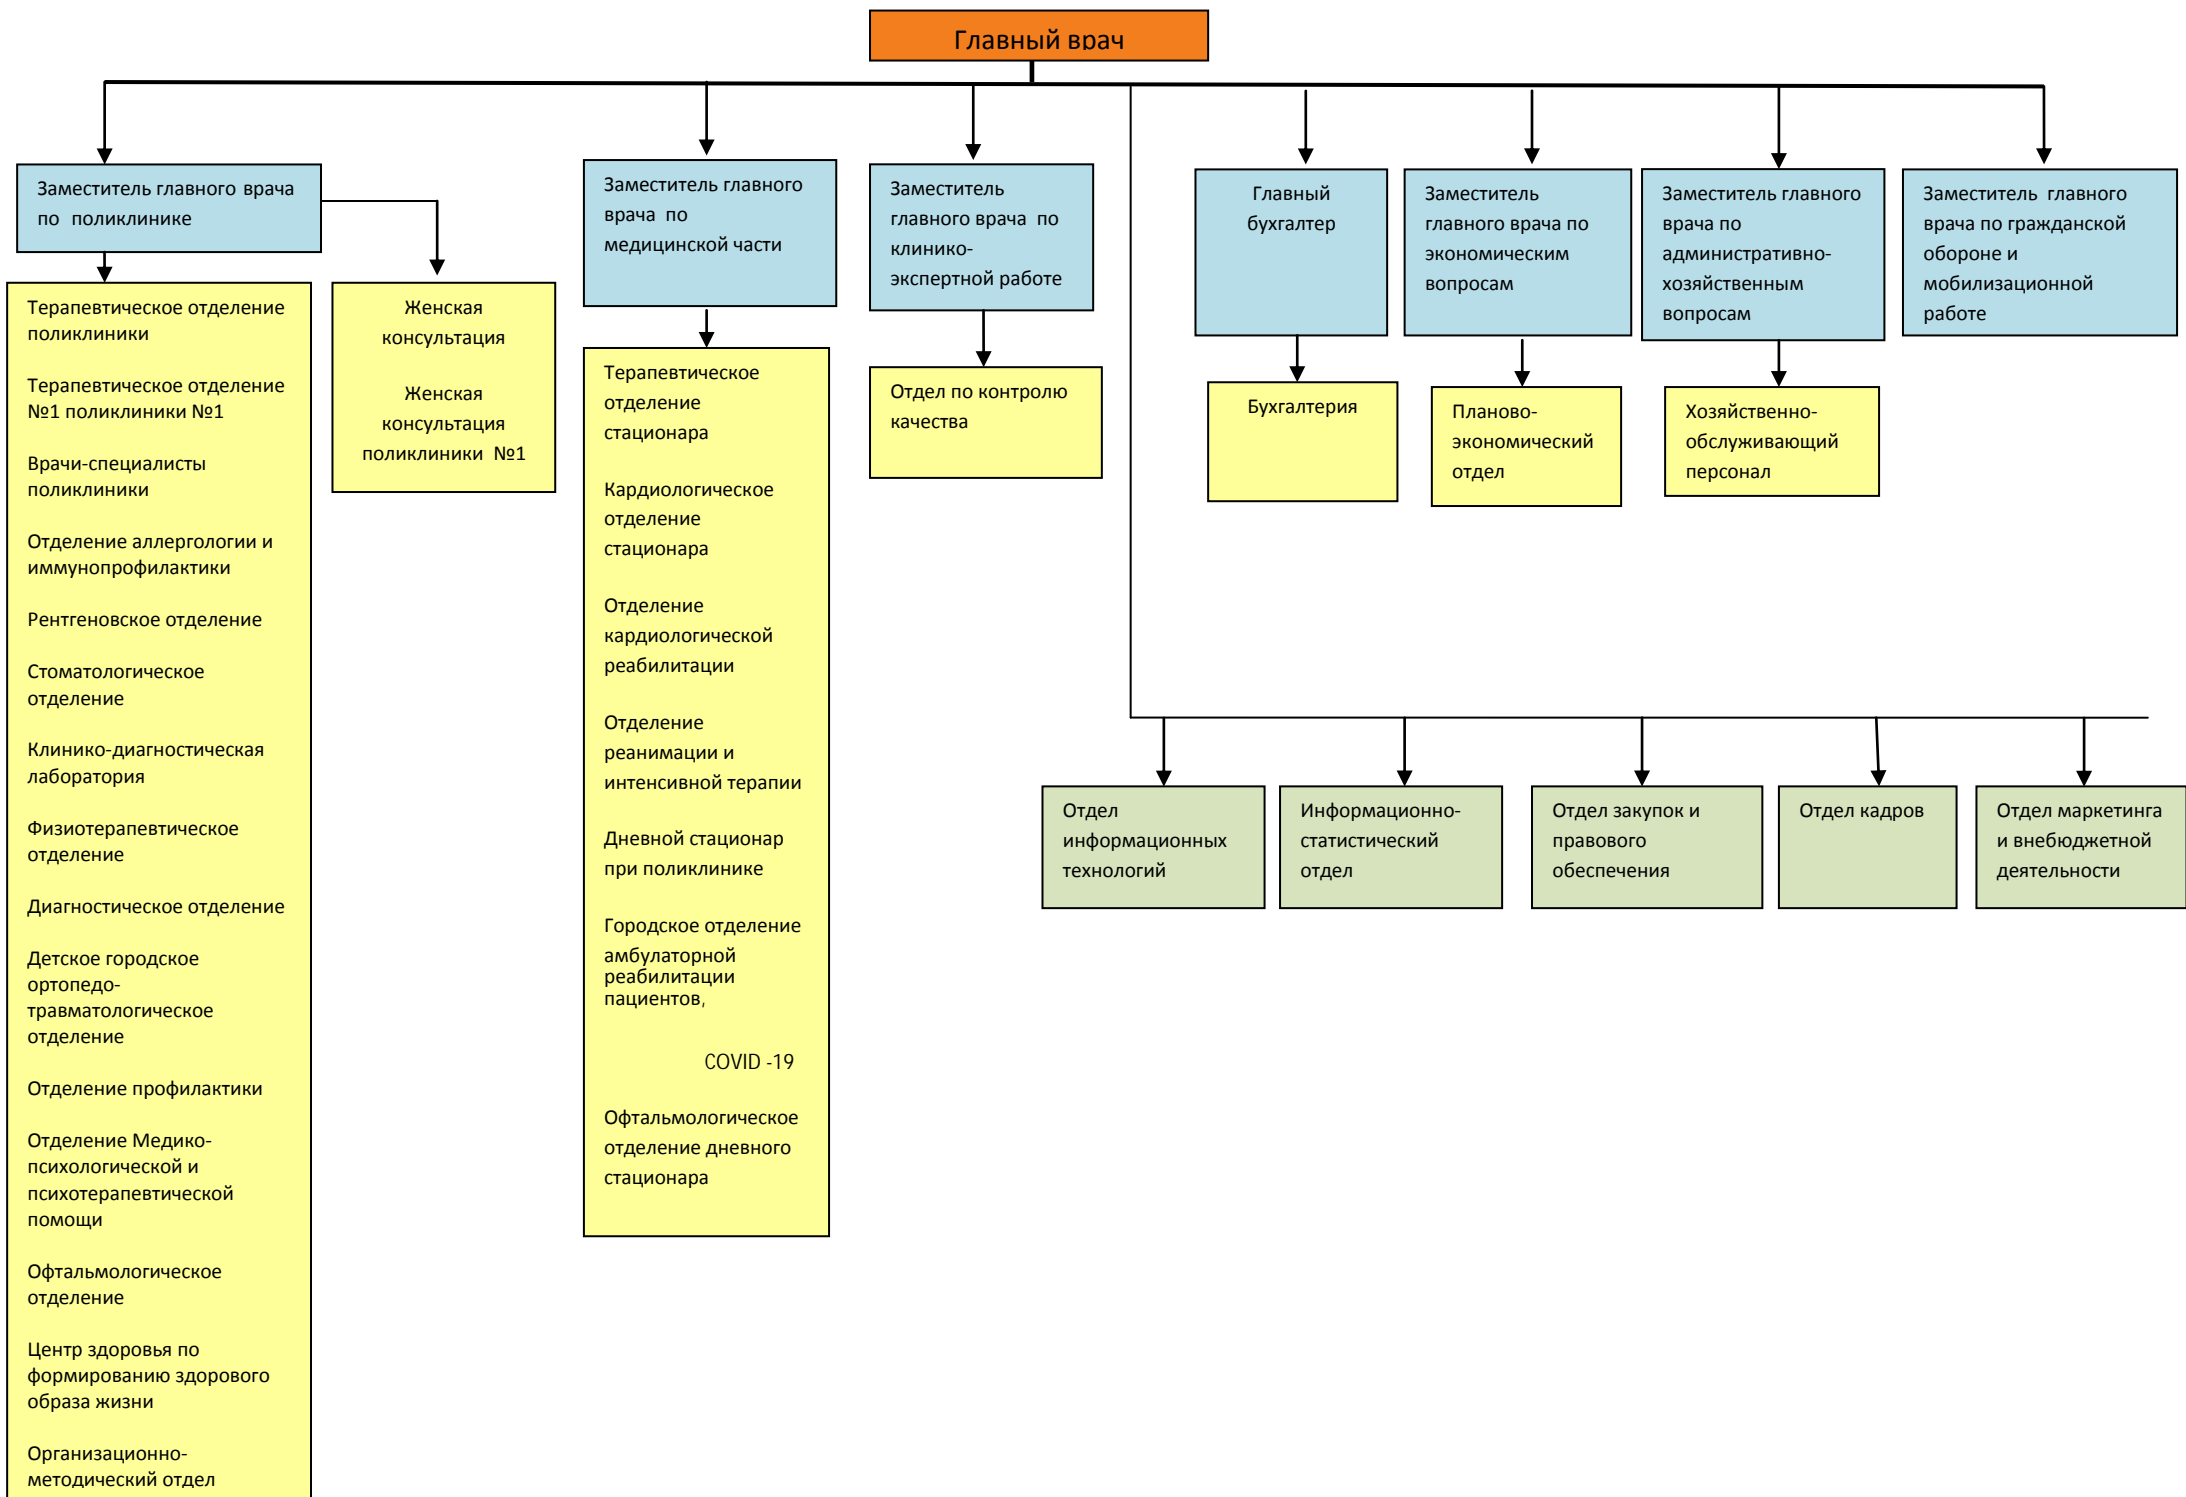 Главный врач
Заместитель главного врача
по поликлинике
Заместитель главного
врача по
медицинской части
Заместитель
главного врача по
клинико-
экспертной работе
Главный
бухгалтер
Заместитель
главного врача по
экономическим
вопросам
Заместитель главного
врача по
административно-
хозяйственным
вопросам
Заместитель главного
врача по гражданской
обороне и
мобилизационной
работе
Терапевтическое отделение
поликлиники
Терапевтическое отделение
№1 поликлиники №1
Врачи-специалисты
поликлиники
Отделение аллергологии и
иммунопрофилактики
Рентгеновское отделение
Стоматологическое
отделение
Клинико-диагностическая
лаборатория
Физиотерапевтическое
отделение
Диагностическое отделение
Детское городское
ортопедо-
травматологическое
отделение
Отделение профилактики
Отделение Медико-
психологической и
психотерапевтической
помощи
Офтальмологическое
отделение
Центр здоровья по
формированию здорового
образа жизни
Организационно-
методический отдел
Женская
консультация
Женская
консультация
поликлиники №1
Терапевтическое
отделение
стационара
Кардиологическое
отделение
стационара
Отделение
кардиологической
реабилитации
Отделение
реанимации и
интенсивной терапии
Дневной стационар
при поликлинике
Городское отделение
амбулаторной
реабилитации
пациентов,
COVID -19
Офтальмологическое
отделение дневного
стационара
Отдел по контролю
качества
Бухгалтерия
Планово-
экономический
отдел
Хозяйственно-
обслуживающий
персонал
Отдел
информационных
технологий
Информационно-
статистический
отдел
Отдел закупок и
правового
обеспечения
Отдел кадров
Отдел маркетинга
и внебюджетной
деятельности